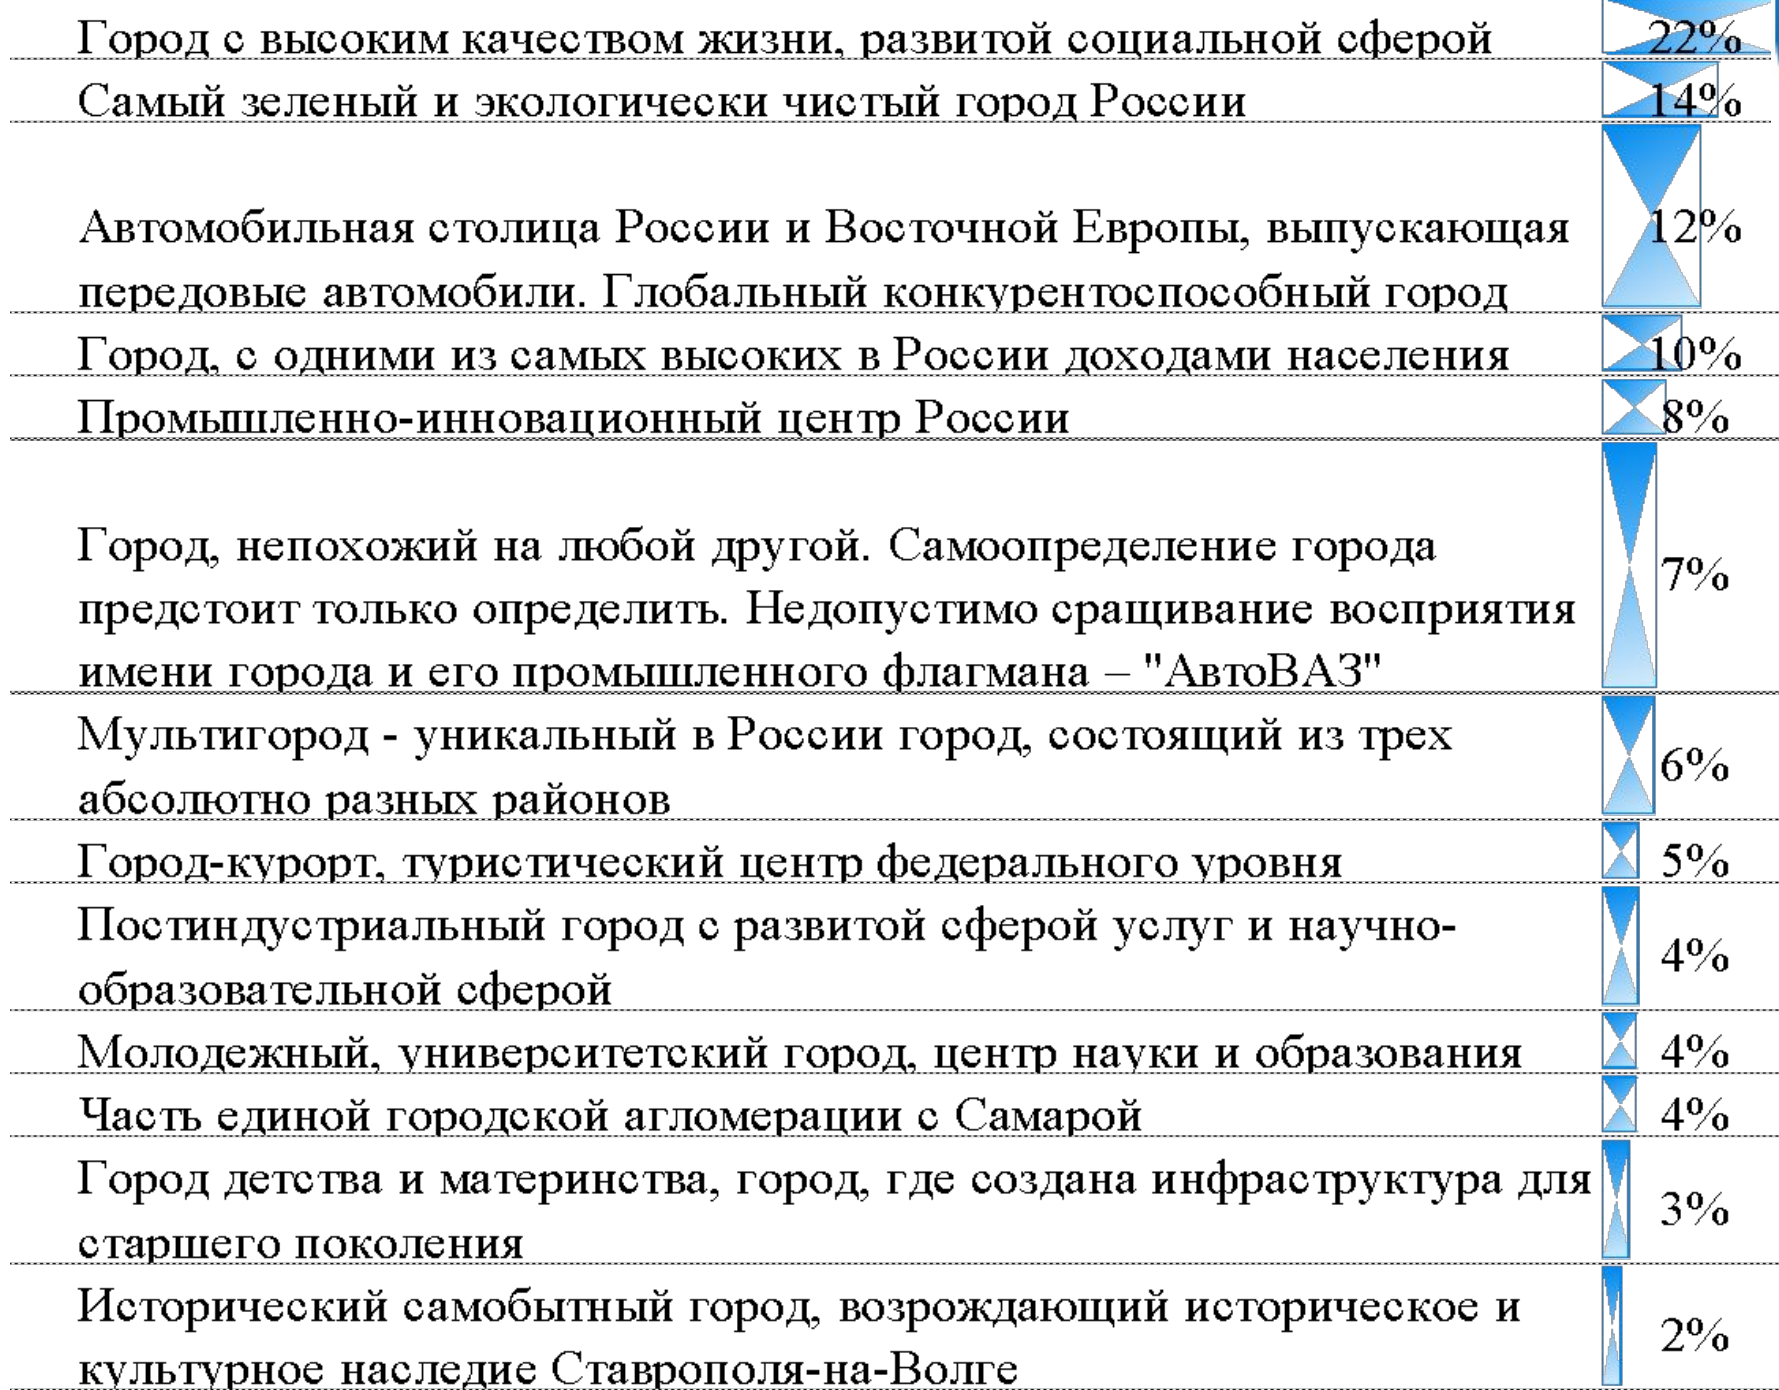 Город с высоким качеством жизни, развитой социальной сферой 22%
Самый зеленый и экологически чистый город России 14%
Автомобильная столица России и Восточной Европы, выпускающая
передовые автомобили. Глобальный конкурентоспособный город
12%
Город, с одними из самых высоких в России доходами населения 10%
Промышленно-инновационный центр России 8%
Город, непохожий на любой другой. Самоопределение города
предстоит только определить. Недопустимо сращивание восприятия
имени города и его промышленного флагмана – "АвтоВАЗ"
7%
Мультигород - уникальный в России город, состоящий из трех
абсолютно разных районов
6%
Город-курорт, туристический центр федерального уровня 5%
Постиндустриальный город с развитой сферой услуг и научно-
образовательной сферой
4%
Молодежный, университетский город, центр науки и образования 4%
Часть единой городской агломерации с Самарой 4%
Город детства и материнства, город, где создана инфраструктура для
старшего поколения
3%
Исторический самобытный город, возрождающий историческое и
культурное наследие Ставрополя-на-Волге
2%